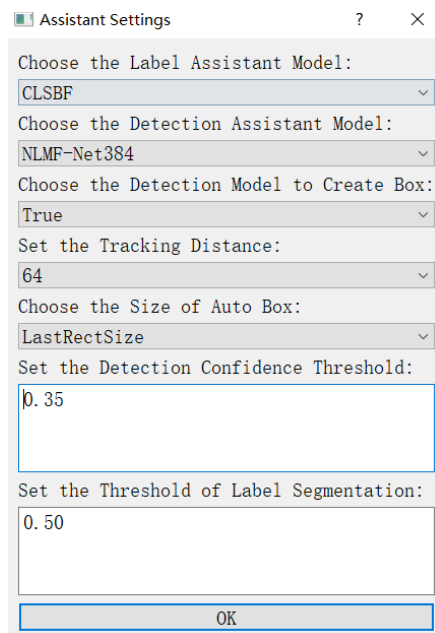 Assistant Settings ?
Choose the Label Assistant Model:
CLSBF
Choose the Detection Assistant Model:
NLMF-Net384
Choose the Detection Model to Create Box:
True
Set the Tracking Distance:
64
Choose the Size of Auto Box:
LastRectSize
Set the Detection Confidence Threshold:
0.35
Set the Threshold of Label Segmentation:
0.50
OK